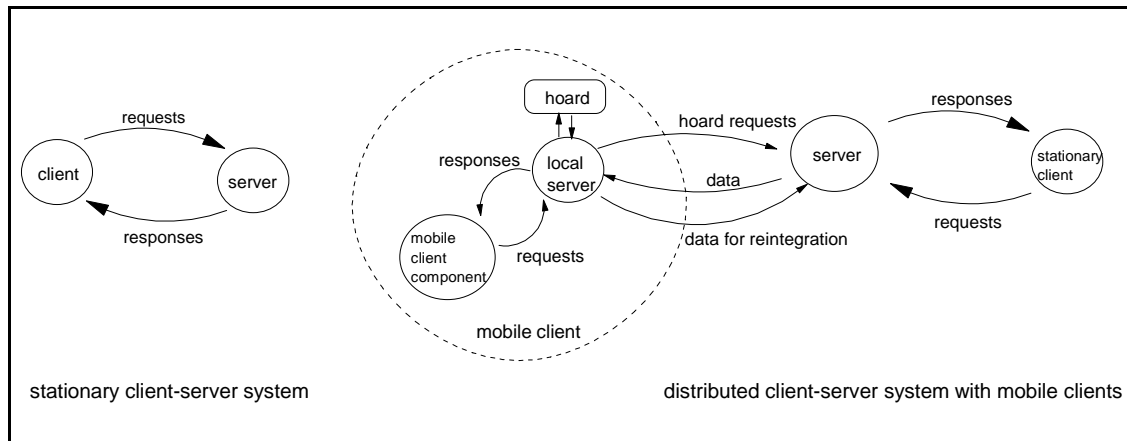 requests
client
server
responses
stationary client-server system
hoard
responses
local
server
mobile
client
component
requests
mobile client
hoard requests
data
data for reintegration
server
responses
stationary
client
requests
distributed client-server system with mobile clients